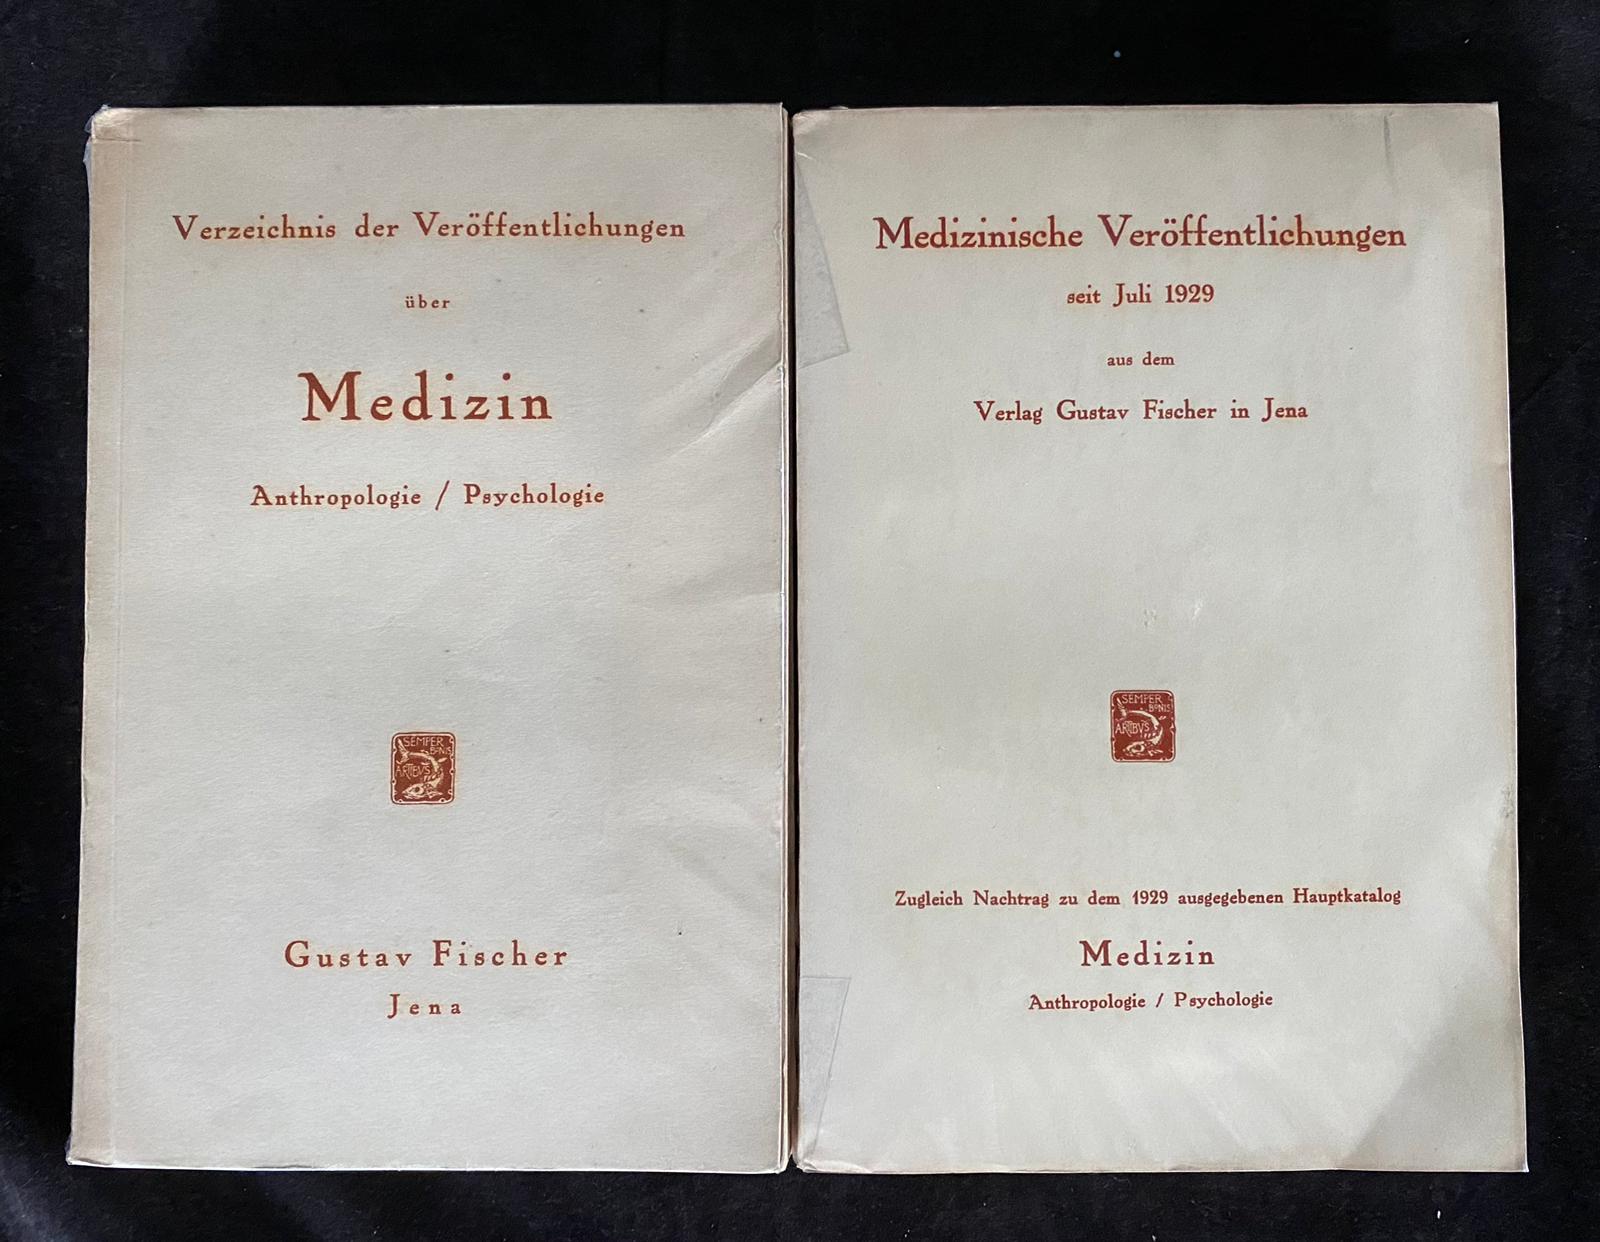 Verzeichnis der Veröffentlichungen
über
Medizin
Anthropologie / Psychologie
SEMPER
BONIS
ARTIBVS
Gustav Fischer
Jena
Medizinische Veröffentlichungen
seit Juli 1929
aus dem
Verlag Gustav Fischer in Jena
SEMPER
BONIS
ARTIBVS
Zugleich Nachtrag zu dem 1929 ausgegebenen Hauptkatalog
Medizin
Anthropologie / Psychologie